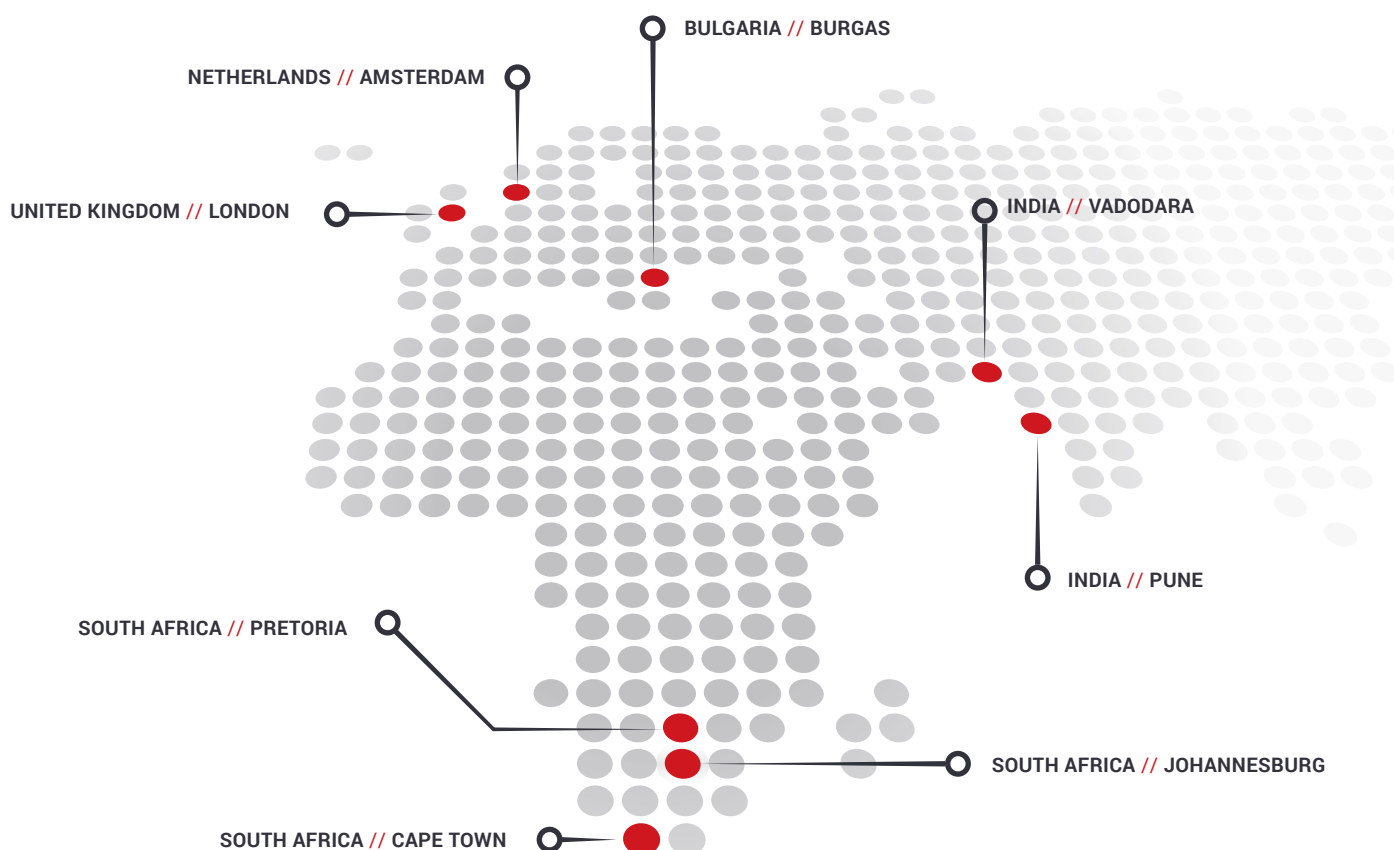 BULGARIA // BURGAS
NETHERLANDS // AMSTERDAM
UNITED KINGDOM // LONDON
INDIA // VADODARA
INDIA // PUNE
SOUTH AFRICA // PRETORIA
SOUTH AFRICA // JOHANNESBURG
SOUTH AFRICA // CAPE TOWN